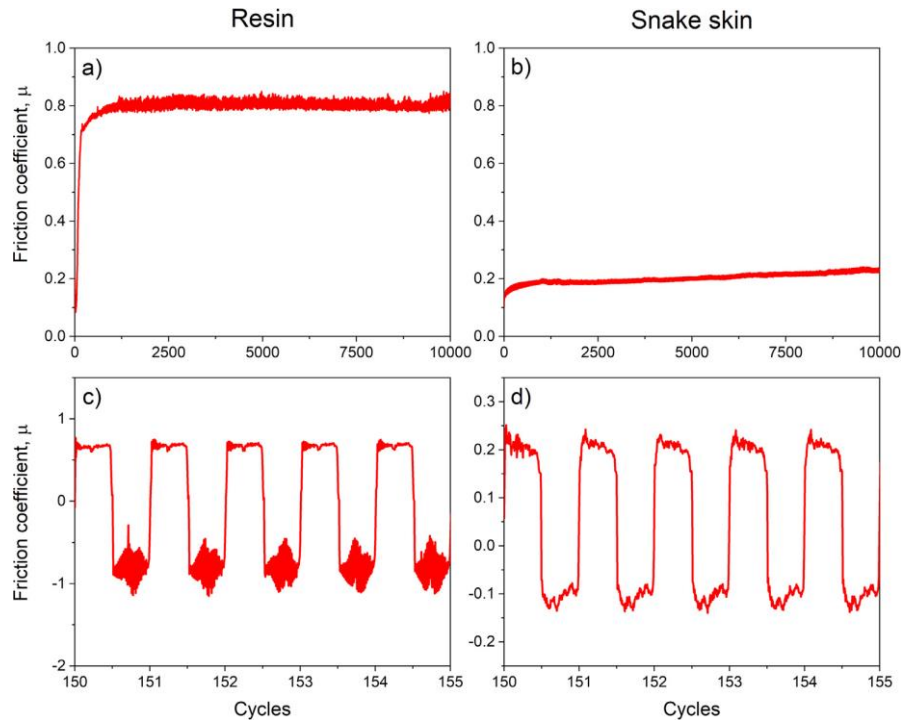 Resin
Snake skin
a)
b)
Friction coefficient, μ
1.0
0.8
0.6
0.4
0.2
0.0
0 2500 5000 7500 10000
1.0
0.8
0.6
0.4
0.2
0.0
0 2500 5000 7500 10000
c)
d)
Friction coefficient, μ
1
0
-1
-2
150 151 152 153 154 155
Cycles
0.3
0.2
0.1
0.0
-0.1
-0.2
150 151 152 153 154 155
Cycles